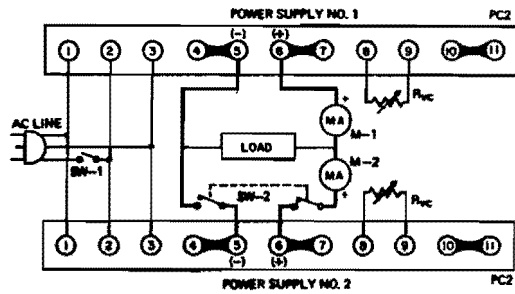 POWER SUPPLY NO. 1
PC2
(-)
(+)
1 2 3 4 5 6 7 8 9 10 11
+
RVC
MA
M-1
AC LINE
LOAD
M-2
SW-1
MA
SW-2
+
RVC
1 2 3 4 5 6 7 8 9 10 11
(-)
(+)
POWER SUPPLY NO. 2
PC2